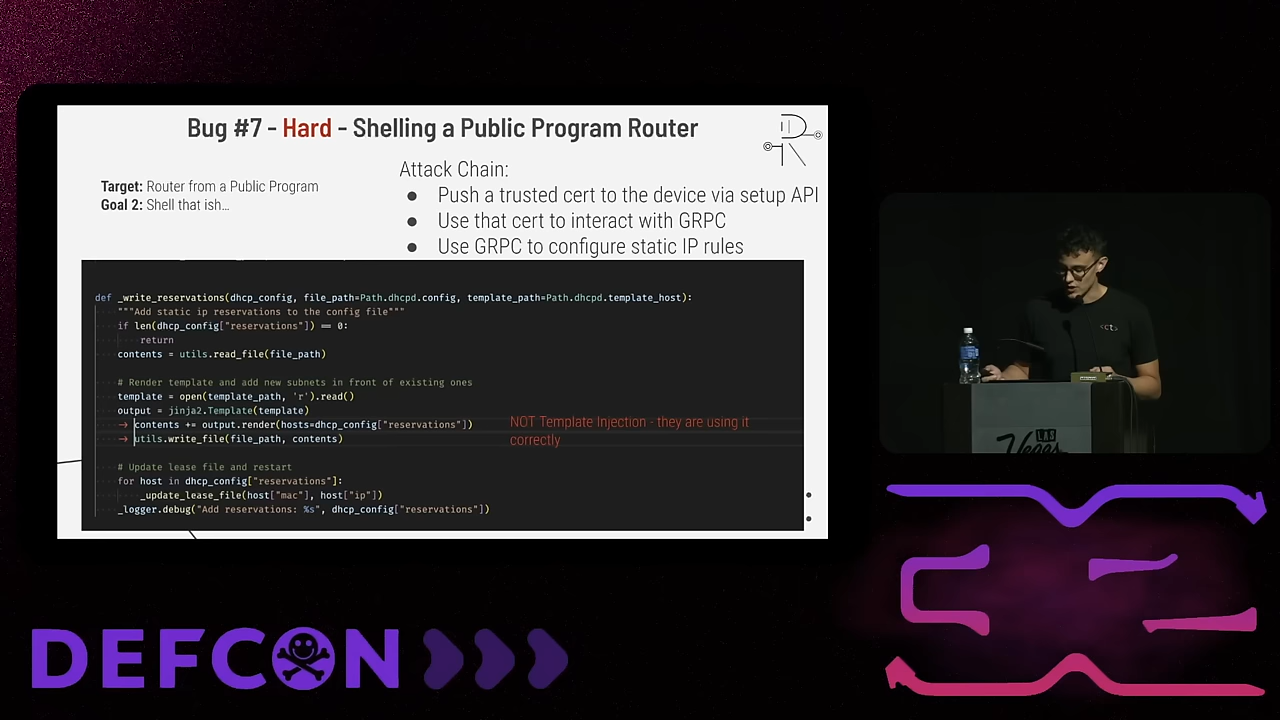 Bug #7 - Hard - Shelling a Public Program Router
Target: Router from a Public Program
Goal 2: Shell that ish…
Attack Chain:
● Push a trusted cert to the device via setup API
● Use that cert to interact with GRPC
● Use GRPC to configure static IP rules
def _write_reservations(dhcp_config, file_path=Path.dhcpd.config, template_path=Path.dhcpd.template_host):
"""Add static ip reservations to the config file"""
if len(dhcp_config["reservations"]) == 0:
return
contents = utils.read_file(file_path)
# Render template and add new subnets in front of existing ones
template = open(template_path, 'r').read()
output = jinja2.Template(template)
→ contents += output.render(hosts=dhcp_config["reservations"])
→ utils.write_file(file_path, contents)
NOT Template Injection - they are using it
correctly
# Update lease file and restart
for host in dhcp_config["reservations"]:
_update_lease_file(host["mac"], host["ip"])
_logger.debug("Add reservations: %s", dhcp_config["reservations"])
<ct>
LAS
Vegas
DEFCON